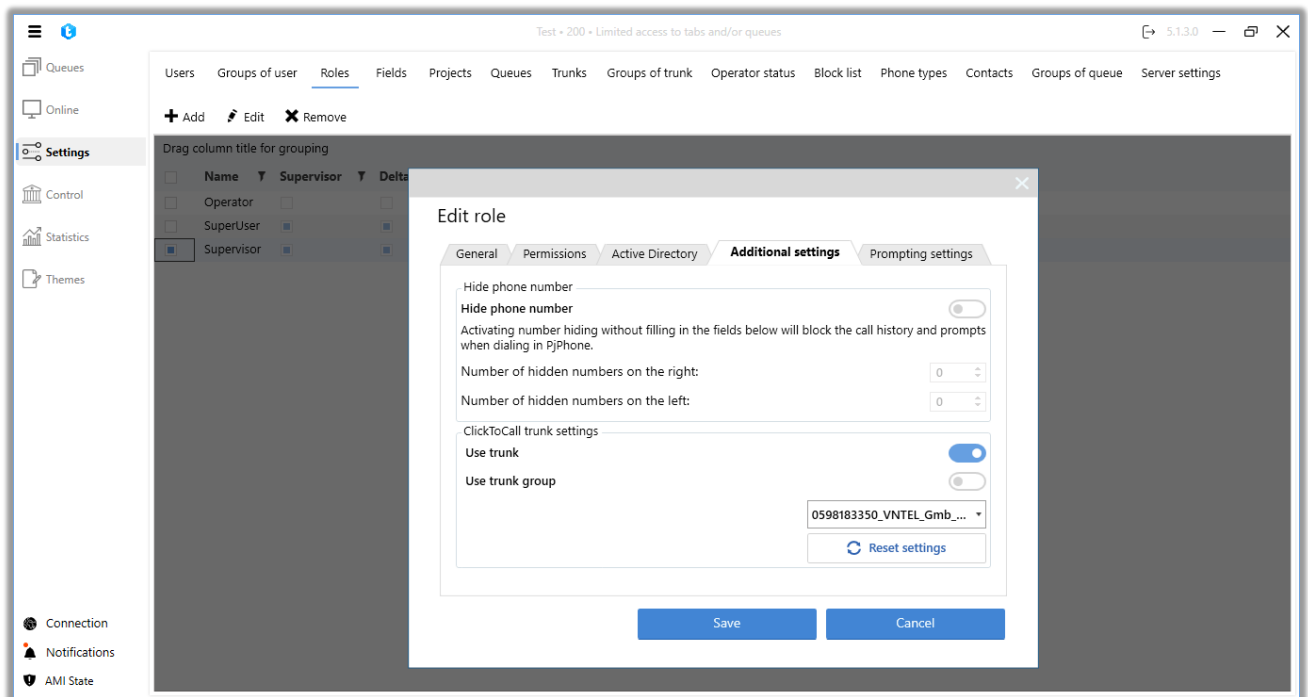 Test • 200 • Limited access to tabs and/or queues
5.1.3.0
Queues
Online
Settings
Control
Statistics
Themes
Connection
Notifications
AMI State
Users Groups of user Roles Fields Projects Queues Trunks Groups of trunk Operator status Block list Phone types Contacts Groups of queue Server settings
Add Edit Remove
Drag column title for grouping
Name Supervisor Delta
Operator
SuperUser
Supervisor
Edit role
General Permissions Active Directory Additional settings Prompting settings
Hide phone number
Hide phone number
Activating number hiding without filling in the fields below will block the call history and prompts
when dialing in PjPhone.
Number of hidden numbers on the right: 0
Number of hidden numbers on the left: 0
ClickToCall trunk settings
Use trunk
Use trunk group
0598183350_VNTEL_Gmb_...
Reset settings
Save Cancel